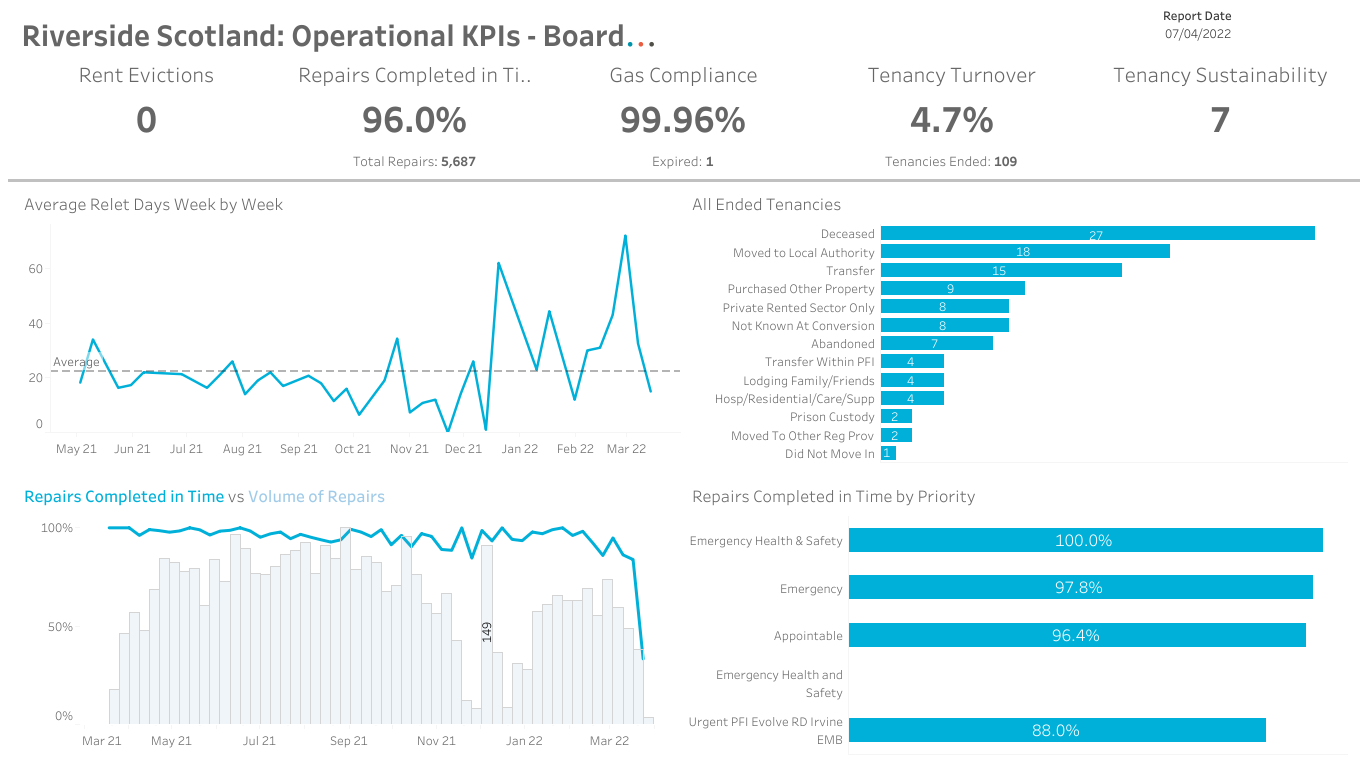 Riverside Scotland: Operational KPIs - Board...
Report Date
07/04/2022
Rent Evictions
0
Repairs Completed in Ti..
96.0%
Total Repairs: 5,687
Gas Compliance
99.96%
Expired: 1
Tenancy Turnover
4.7%
Tenancies Ended: 109
Tenancy Sustainability
7
Average Relet Days Week by Week
60
40
Average
20
0
May 21 Jun 21 Jul 21 Aug 21 Sep 21 Oct 21 Nov 21 Dec 21 Jan 22 Feb 22 Mar 22
All Ended Tenancies
Deceased 27
Moved to Local Authority 18
Transfer 15
Purchased Other Property 9
Private Rented Sector Only 8
Not Known At Conversion 8
Abandoned 7
Transfer Within PFI 4
Lodging Family/Friends 4
Hosp/Residential/Care/Supp 4
Prison Custody 2
Moved To Other Reg Prov 2
Did Not Move In 1
Repairs Completed in Time vs Volume of Repairs
100%
50%
0%
149
Mar 21 May 21 Jul 21 Sep 21 Nov 21 Jan 22 Mar 22
Repairs Completed in Time by Priority
Emergency Health & Safety 100.0%
Emergency 97.8%
Appointable 96.4%
Emergency Health and
Safety
Urgent PFI Evolve RD Irvine
EMB 88.0%